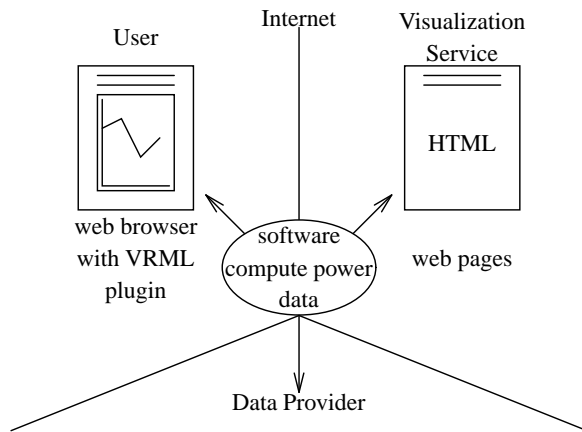 User
Internet
Visualization
Service
HTML
web browser
with VRML
plugin
software
compute power
data
web pages
Data Provider